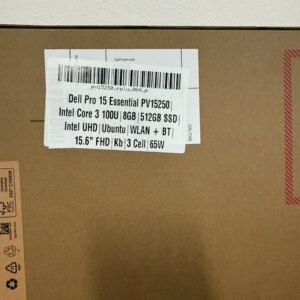 pv15250_rplu_004_p
Dell Pro 15 Essential PV15250|
Intel Core 3 100U|8GB|512GB SSD|
Intel UHD|Ubuntu|WLAN + BT|
15.6" FHD|Kb|3 Cell|65W